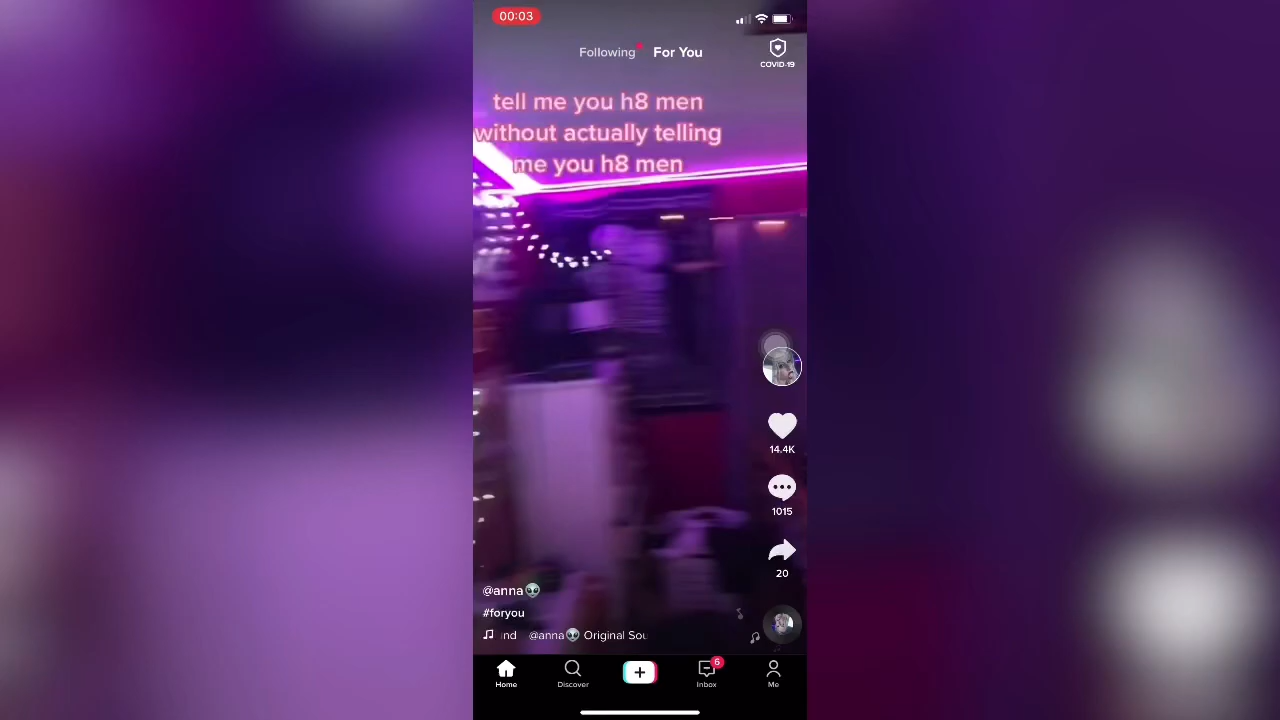 00:03
Following For You
COVID-19
tell me you h8 men
without actually telling
me you h8 men
14.4K
1015
20
@anna👽
#foryou
nd @anna👽 Original Sou
Home Discover Inbox 6 Me